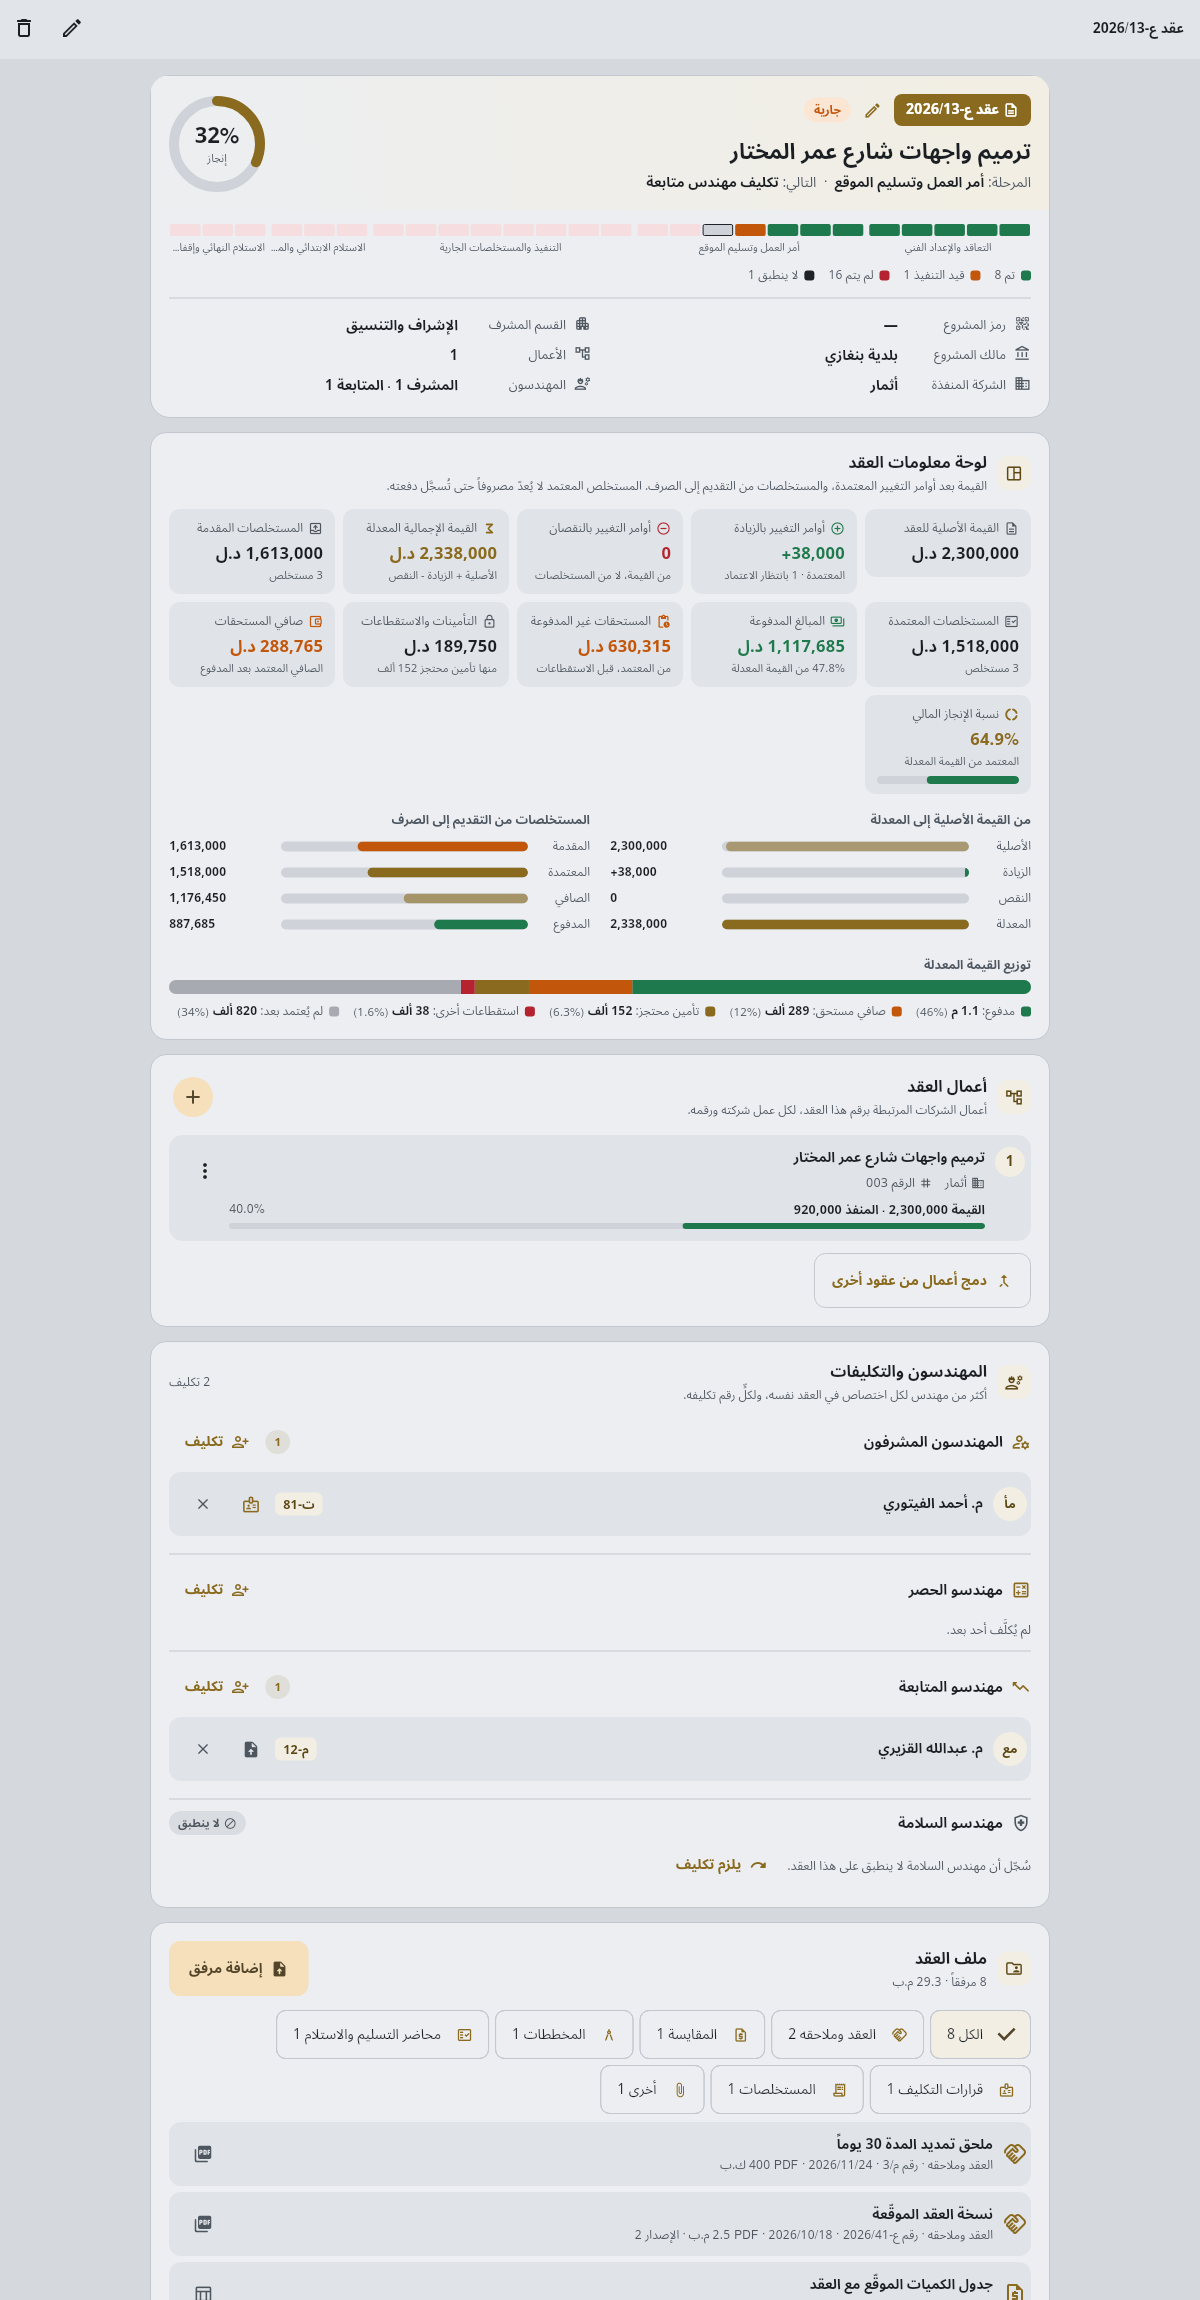 عقد ع-2026/13
عقد ع-2026/13
جارية
ترميم واجهات شارع عمر المختار
المرحلة: أمر العمل وتسليم الموقع · التالي: تكليف مهندس متابعة
32%
إنجاز
التعاقد والإعداد الفني
أمر العمل وتسليم الموقع
التنفيذ والمستخلصات الجارية
الاستلام الابتدائي والمـ...
الاستلام النهائي وإقفا...
تم 8
قيد التنفيذ 1
لم يتم 16
لا ينطبق 1
رمز المشروع —
القسم المشرف الإشراف والتنسيق
مالك المشروع بلدية بنغازي
الأعمال 1
الشركة المنفذة أثمار
المهندسون المشرف 1 · المتابعة 1
لوحة معلومات العقد
القيمة بعد أوامر التغيير المعتمدة، والمستخلصات من التقديم إلى الصرف. المستخلص المعتمد لا يُعدّ مصروفاً حتى تُسجَّل دفعته.
القيمة الأصلية للعقد
2,300,000 د.ل
أوامر التغيير بالزيادة
+38,000
المعتمدة · 1 بانتظار الاعتماد
أوامر التغيير بالنقصان
0
من القيمة، لا من المستخلصات
القيمة الإجمالية المعدلة
2,338,000 د.ل
الأصلية + الزيادة - النقص
المستخلصات المقدمة
1,613,000 د.ل
3 مستخلص
المستخلصات المعتمدة
1,518,000 د.ل
3 مستخلص
المبالغ المدفوعة
1,117,685 د.ل
47.8% من القيمة المعدلة
المستحقات غير المدفوعة
630,315 د.ل
من المعتمد، قبل الاستقطاعات
التأمينات والاستقطاعات
189,750 د.ل
منها تأمين محتجز 152 ألف
صافي المستحقات
288,765 د.ل
الصافي المعتمد بعد المدفوع
نسبة الإنجاز المالي
64.9%
المعتمد من القيمة المعدلة
من القيمة الأصلية إلى المعدلة
الأصلية 2,300,000
الزيادة +38,000
النقص 0
المعدلة 2,338,000
المستخلصات من التقديم إلى الصرف
المقدمة 1,613,000
المعتمدة 1,518,000
الصافي 1,176,450
المدفوع 887,685
توزيع القيمة المعدلة
مدفوع: 1.1 م (46%)
صافي مستحق: 289 ألف (12%)
تأمين محتجز: 152 ألف (6.3%)
استقطاعات أخرى: 38 ألف (1.6%)
لم يُعتمد بعد: 820 ألف (34%)
أعمال العقد
أعمال الشركات المرتبطة برقم هذا العقد، لكل عمل شركته ورقمه.
1
ترميم واجهات شارع عمر المختار
أثمار الرقم 003
القيمة 2,300,000 · المنفذ 920,000
40.0%
دمج أعمال من عقود أخرى
المهندسون والتكليفات
أكثر من مهندس لكل اختصاص في العقد نفسه، ولكلٍّ رقم تكليفه.
2 تكليف
المهندسون المشرفون
1
تكليف
مأ
م. أحمد الفيتوري
ت-81
مهندسو الحصر
تكليف
لم يُكلَّف أحد بعد.
مهندسو المتابعة
1
تكليف
مع
م. عبدالله القزيري
م-12
مهندسو السلامة
لا ينطبق
سُجّل أن مهندس السلامة لا ينطبق على هذا العقد.
يلزم تكليف
ملف العقد
8 مرفقاً · 29.3 م.ب
إضافة مرفق
الكل 8
العقد وملاحقه 2
المقايسة 1
المخططات 1
محاضر التسليم والاستلام 1
قرارات التكليف 1
المستخلصات 1
أخرى 1
ملحق تمديد المدة 30 يوماً
العقد وملاحقه · رقم م/3 · 2026/11/24 · PDF 400 ك.ب
PDF
نسخة العقد الموقّعة
العقد وملاحقه · رقم ع-2026/41 · 2026/10/18 · PDF 2.5 م.ب · الإصدار 2
PDF
جدول الكميات الموقّع مع العقد